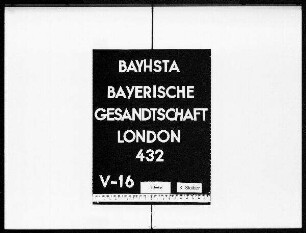 BAYHSTA
BAYERISCHE
GESANDTSCHAFT
LONDON
432
V-16